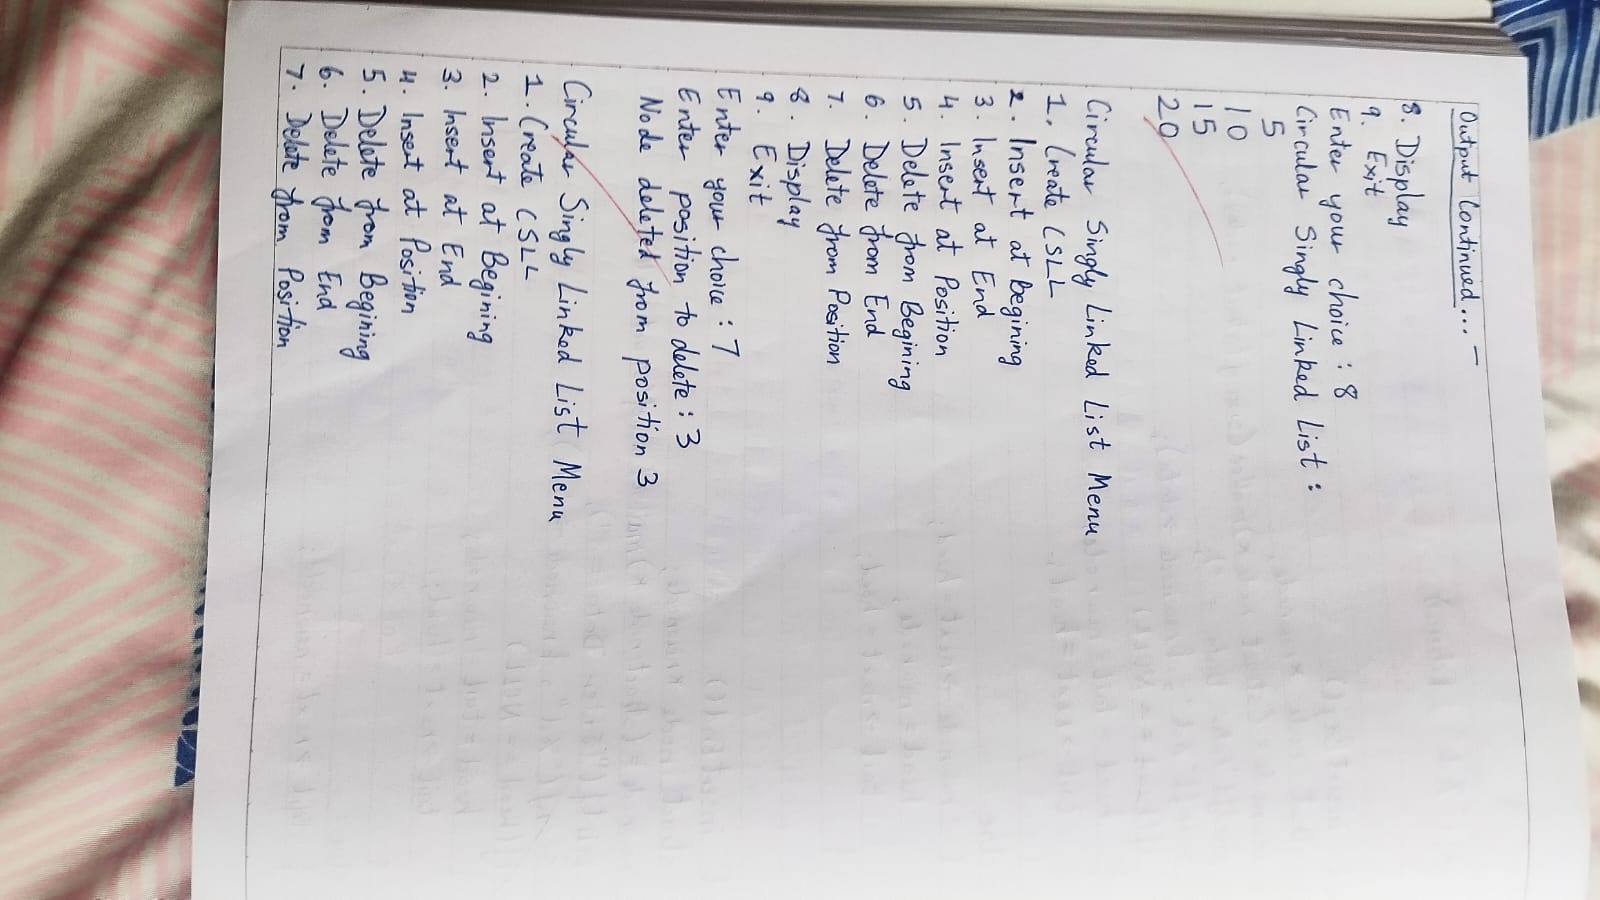 Output Continued... -
8. Display
9. Exit
Enter your choice : 8
Circular Singly Linked List :
5
10
15
20
Circular Singly Linked List Menu
1. Create CSLL
2. Insert at Begining
3. Insert at End
4. Insert at Position
5. Delete from Begining
6. Delete from End
7. Delete from Position
8. Display
9. Exit
Enter your choice : 7
Enter position to delete : 3
Node deleted from position 3
Circular Singly Linked List Menu
1. Create CSLL
2. Insert at Begining
3. Insert at End
4. Insert at Position
5. Delete from Begining
6. Delete from End
7. Delete from Position